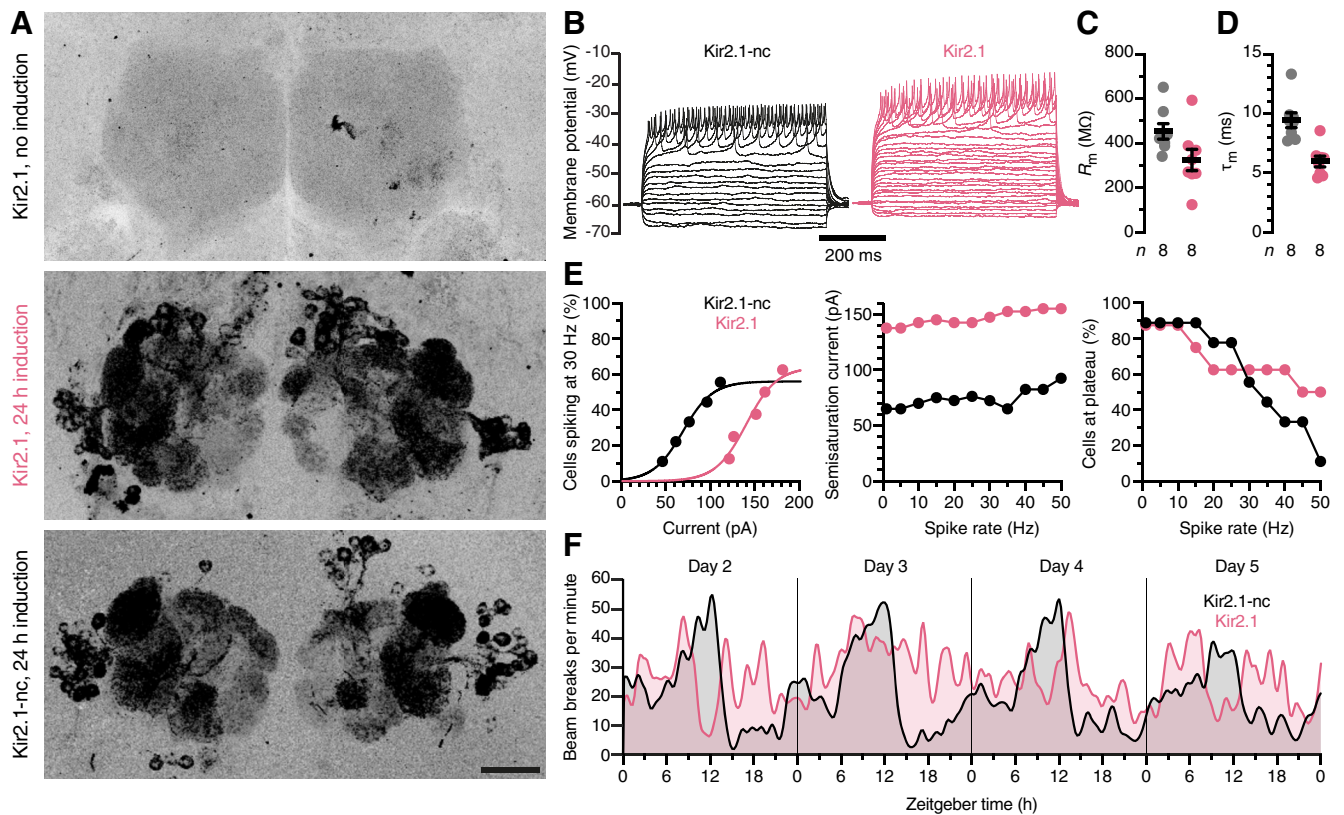 A
Kir2.1, no induction
Kir2.1, 24 h induction
Kir2.1-nc, 24 h induction
B
Membrane potential (mV)
-10
-20
-30
-40
-50
-60
-70
Kir2.1-nc
Kir2.1
200 ms
C
Rm (MΩ)
800
600
400
200
0
n 8 8
D
τm (ms)
15
10
5
0
n 8 8
E
Cells spiking at 30 Hz (%)
100
80
60
40
20
0
Kir2.1-nc
Kir2.1
0 50 100 150 200
Current (pA)
Semisaturation current (pA)
150
100
50
0
0 10 20 30 40 50
Spike rate (Hz)
Cells at plateau (%)
100
80
60
40
20
0
0 10 20 30 40 50
Spike rate (Hz)
F
Beam breaks per minute
60
50
40
30
20
10
0
Day 2 Day 3 Day 4 Day 5
Kir2.1-nc
Kir2.1
0 6 12 18 0 6 12 18 0 6 12 18 0 6 12 18 0
Zeitgeber time (h)